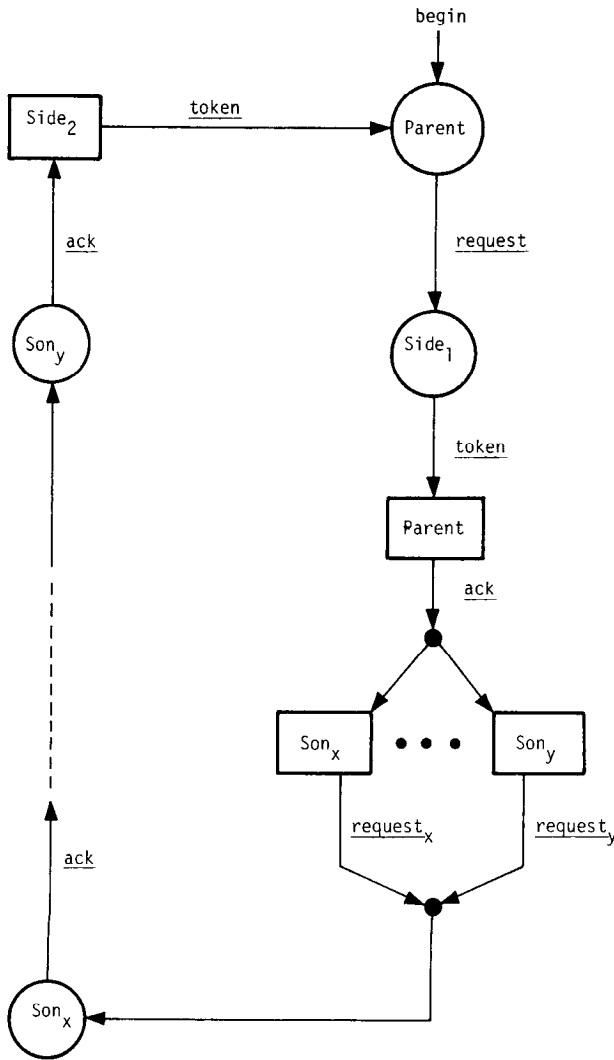 begin
Side2
token
Parent
ack
request
Sony
Side1
token
Parent
ack
Sonx
Sony
requestx
requesty
ack
Sonx